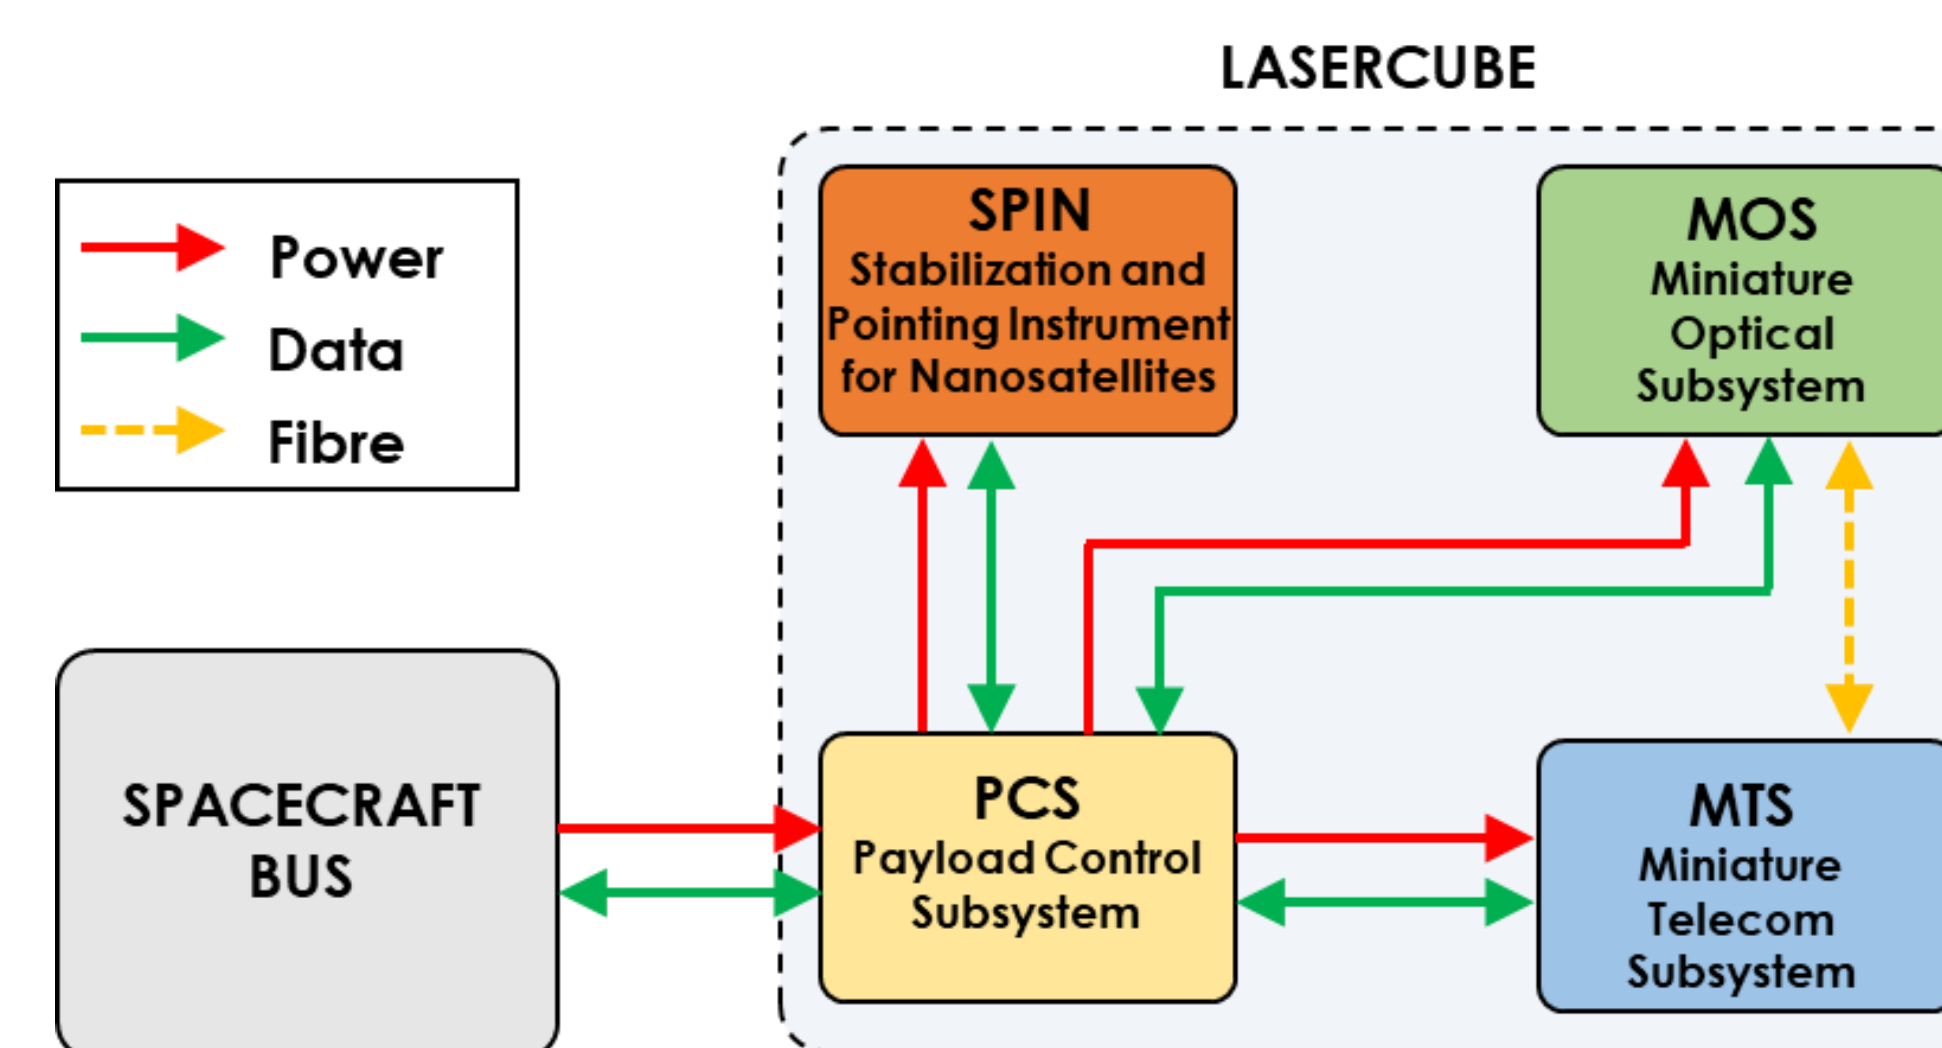 LASERCUBE
Power
Data
Fibre
SPIN
Stabilization and
Pointing Instrument
for Nanosatellites
MOS
Miniature
Optical
Subsystem
SPACECRAFT
BUS
PCS
Payload Control
Subsystem
MTS
Miniature
Telecom
Subsystem